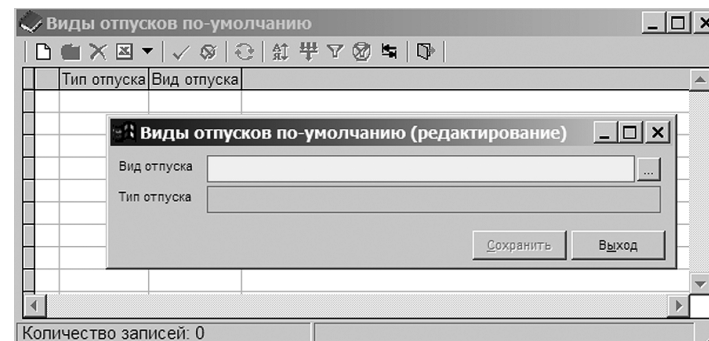 Виды отпусков по-умолчанию
Тип отпуска Вид отпуска
Виды отпусков по-умолчанию (редактирование)
Вид отпуска ...
Тип отпуска
Сохранить Выход
Количество записей: 0